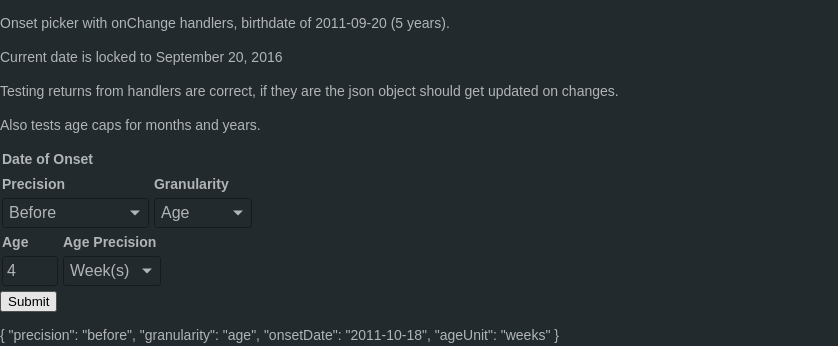 Onset picker with onChange handlers, birthdate of 2011-09-20 (5 years).
Current date is locked to September 20, 2016
Testing returns from handlers are correct, if they are the json object should get updated on changes.
Also tests age caps for months and years.
Date of Onset
Precision Granularity
Before Age
Age Age Precision
4 Week(s)
Submit
{ "precision": "before", "granularity": "age", "onsetDate": "2011-10-18", "ageUnit": "weeks" }